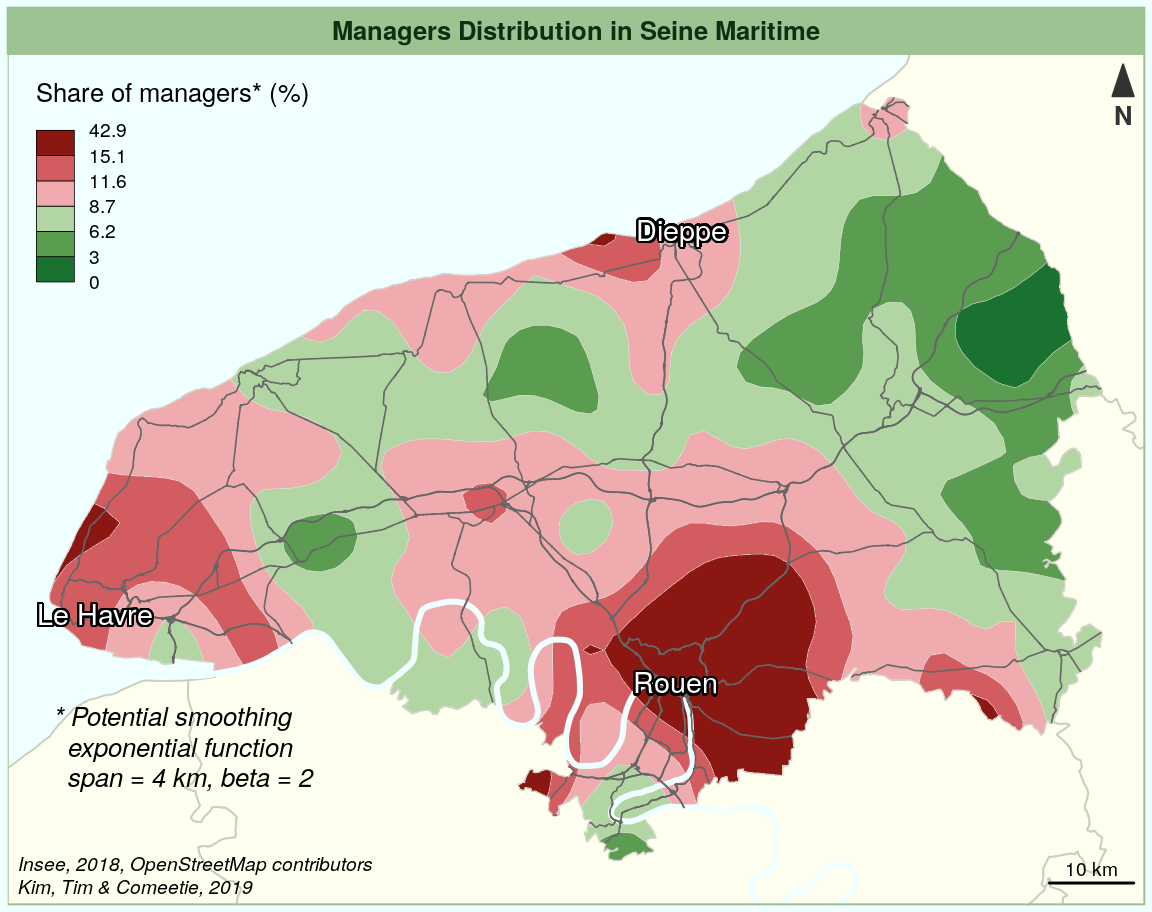 Managers Distribution in Seine Maritime
Share of managers* (%)
42.9
15.1
11.6
8.7
6.2
3
0
N
Dieppe
Le Havre
Rouen
* Potential smoothing
exponential function
span = 4 km, beta = 2
Insee, 2018, OpenStreetMap contributors
Kim, Tim & Comeetie, 2019
10 km